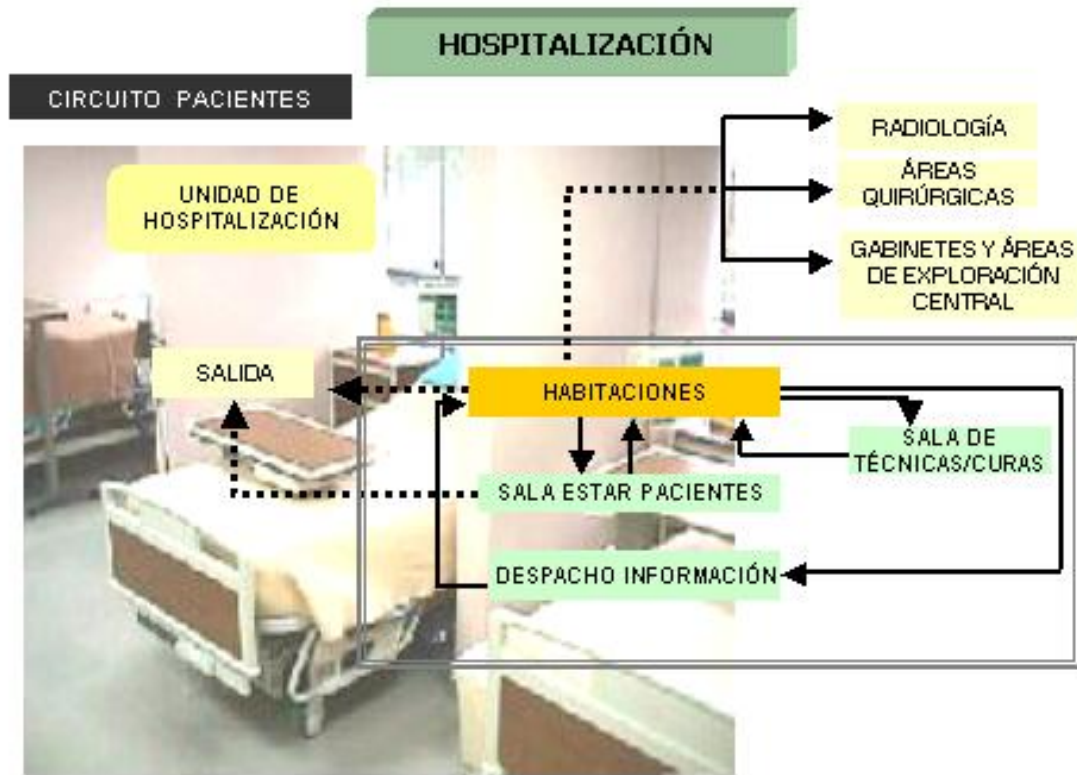 HOSPITALIZACIÓN
CIRCUITO PACIENTES
RADIOLOGÍA
UNIDAD DE
HOSPITALIZACIÓN
ÁREAS
QUIRÚRGICAS
GABINETES Y ÁREAS
DE EXPLORACIÓN
CENTRAL
SALIDA
HABITACIONES
SALA DE
TÉCNICAS/CURAS
SALA ESTAR PACIENTES
DESPACHO INFORMACIÓN